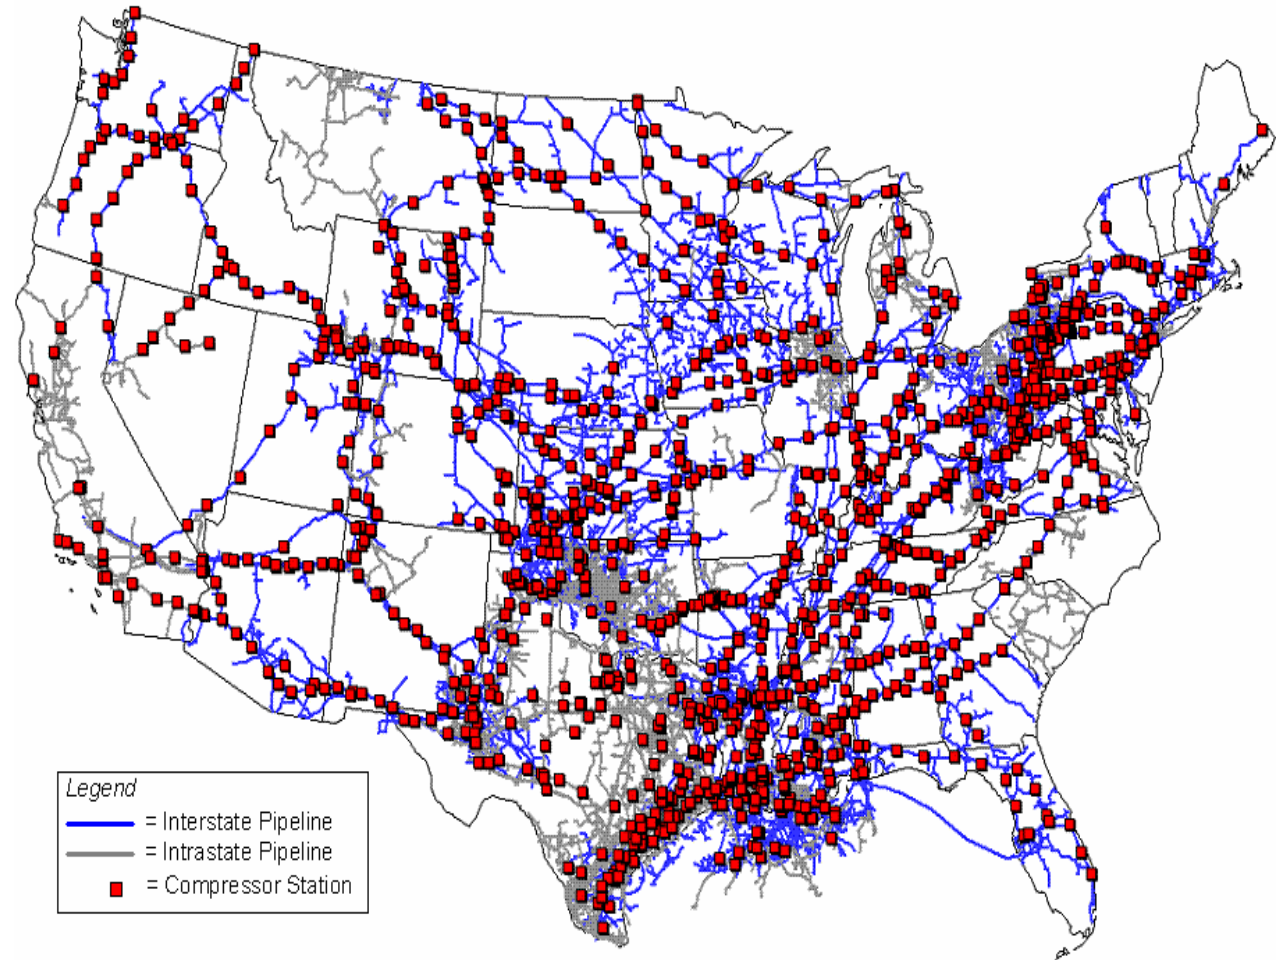 Legend
= Interstate Pipeline
= Intrastate Pipeline
= Compressor Station